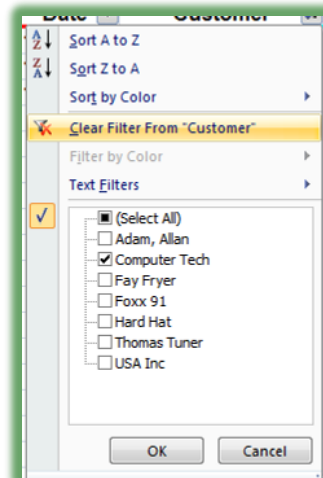 Date Customer
Sort A to Z
Sort Z to A
Sort by Color
Clear Filter From "Customer"
Filter by Color
Text Filters
(Select All)
Adam, Allan
Computer Tech
Fay Fryer
Foxx 91
Hard Hat
Thomas Tuner
USA Inc
OK Cancel